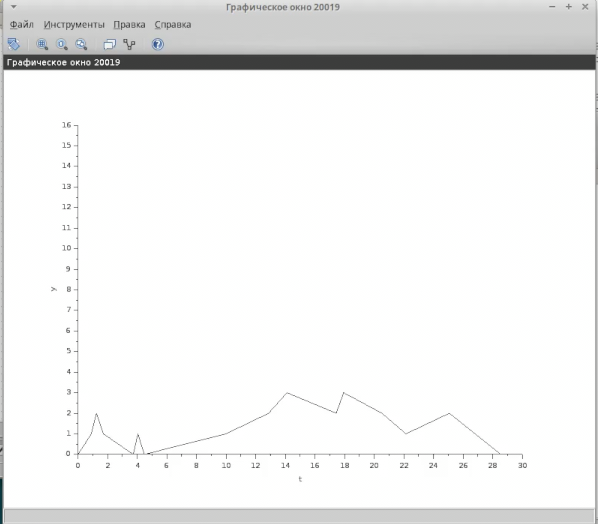 Графическое окно 20019
Файл Инструменты Правка Справка
Графическое окно 20019
16
15
14
13
12
11
10
9
8
7
6
5
4
3
2
1
0
y
0 2 4 6 8 10 12 14 16 18 20 22 24 26 28 30
t